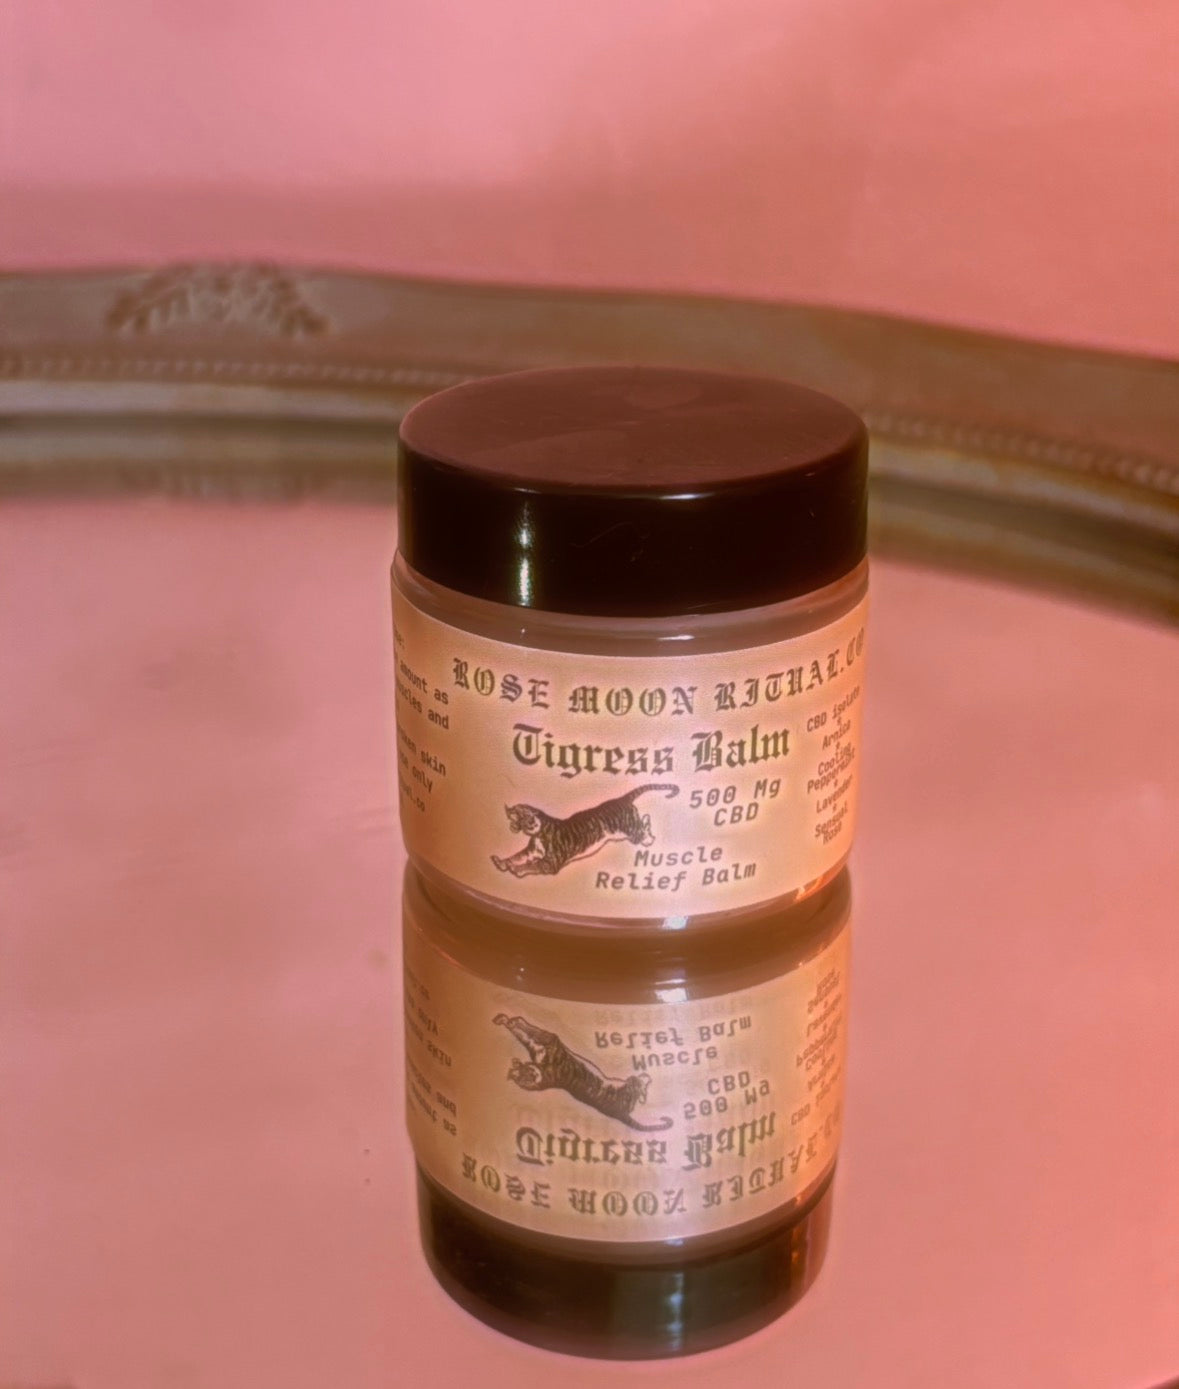 ROSE MOON RITUAL.CO
Tigress Balm
500 Mg
CBD
Muscle
Relief Balm
CBD isolate
+
Arnica
+
Cooling
Peppermint
+
Lavender
+
Sensual
Rose
amount as
and
skin
only